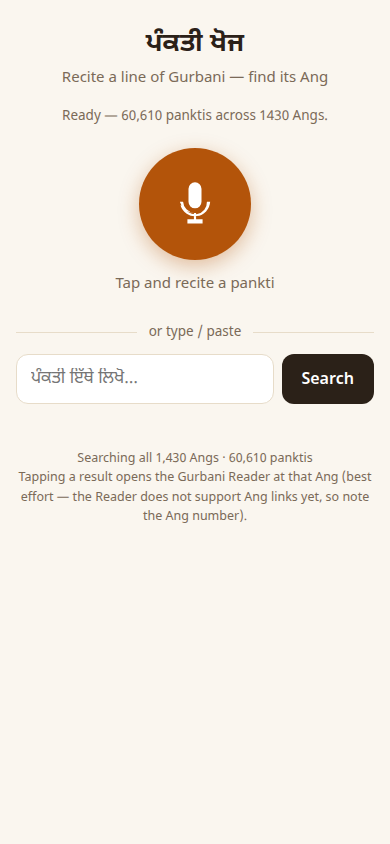 ਪੰਕਤੀ ਖੋਜ
Recite a line of Gurbani — find its Ang
Ready — 60,610 panktis across 1430 Angs.
Tap and recite a pankti
or type / paste
ਪੰਕਤੀ ਇੱਥੇ ਲਿਖੋ...
Search
Searching all 1,430 Angs · 60,610 panktis
Tapping a result opens the Gurbani Reader at that Ang (best
effort — the Reader does not support Ang links yet, so note
the Ang number).